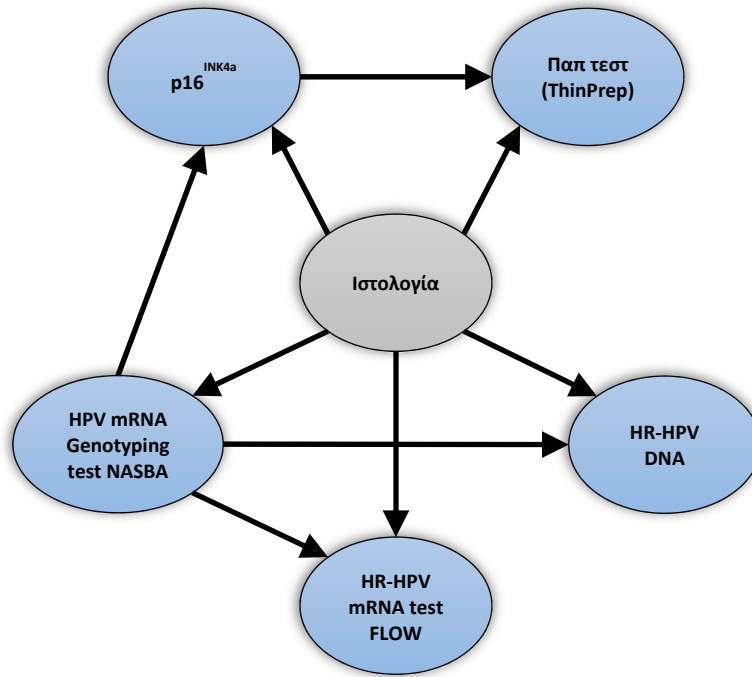 p16INK4a
Παπ τεστ
(ThinPrep)
Ιστολογία
HPV mRNA
Genotyping
test NASBA
HR-HPV
DNA
HR-HPV
mRNA test
FLOW